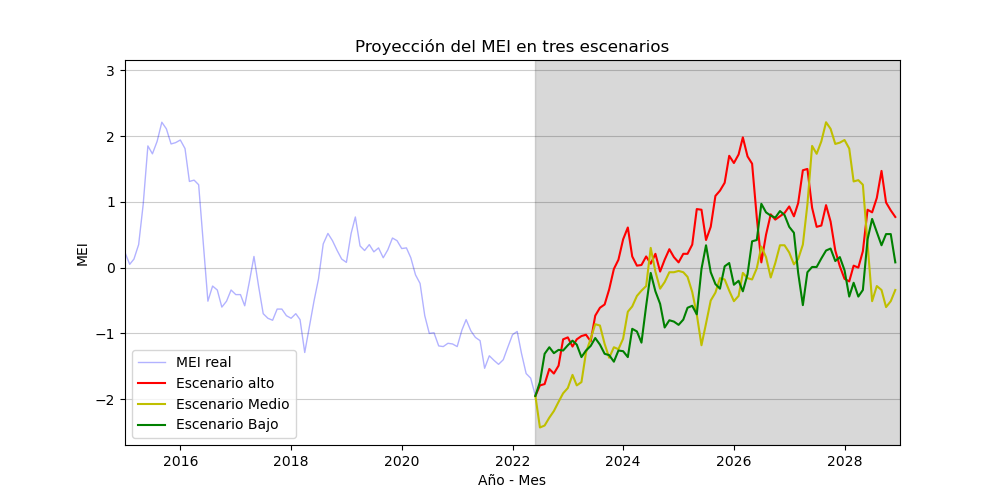 Proyección del MEI en tres escenarios
MEI
3
2
1
0
−1
−2
MEI real
Escenario alto
Escenario Medio
Escenario Bajo
2016 2018 2020 2022 2024 2026 2028
Año - Mes